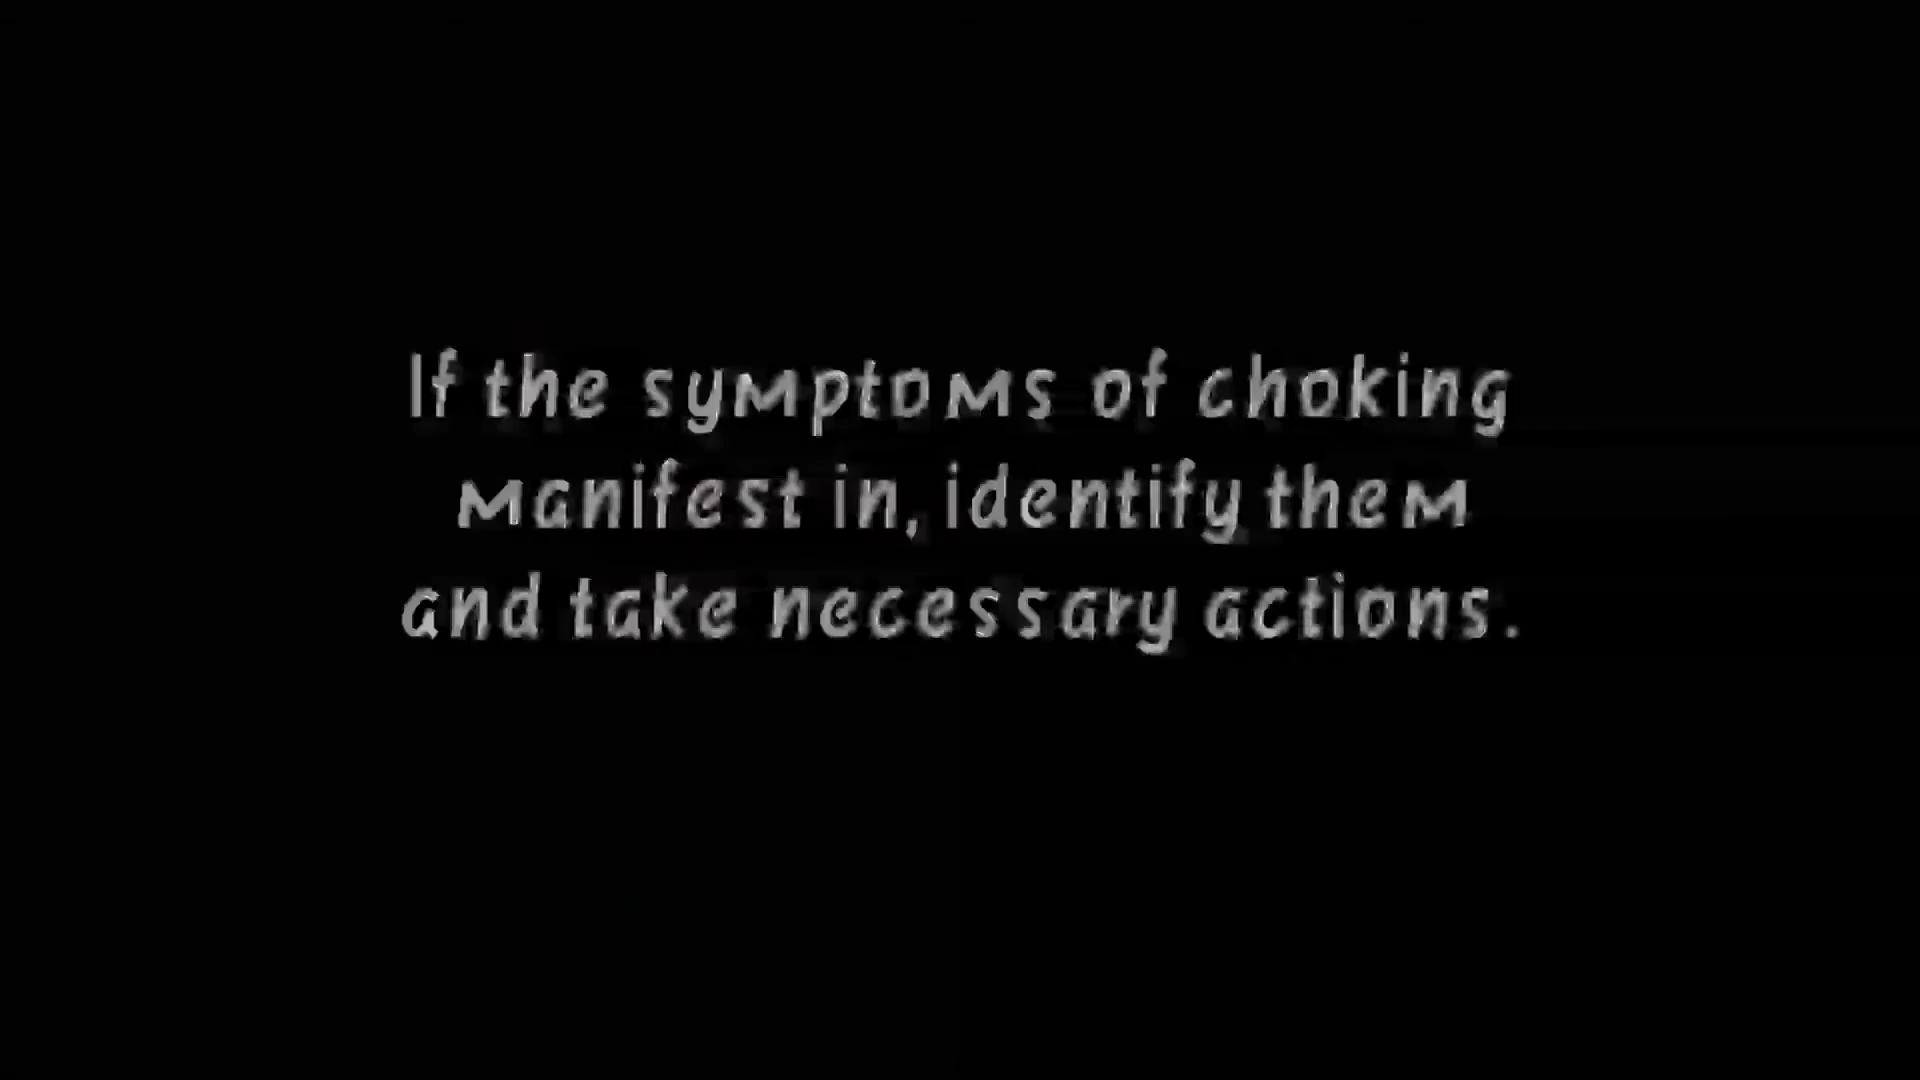 If the symptoms of choking
manifest in, identify them
and take necessary actions.